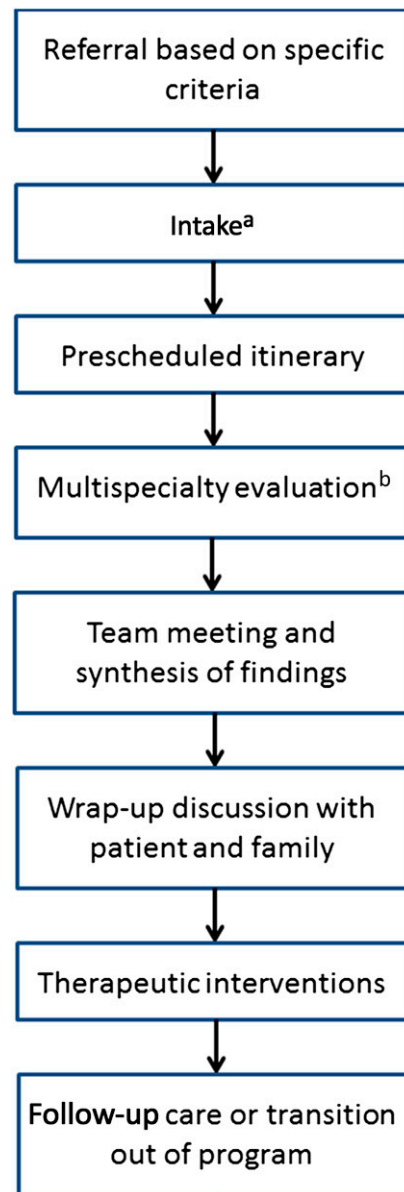 Referral based on specific
criteria
Intakeᵃ
Prescheduled itinerary
Multispecialty evaluationᵇ
Team meeting and
synthesis of findings
Wrap-up discussion with
patient and family
Therapeutic interventions
Follow-up care or transition
out of program